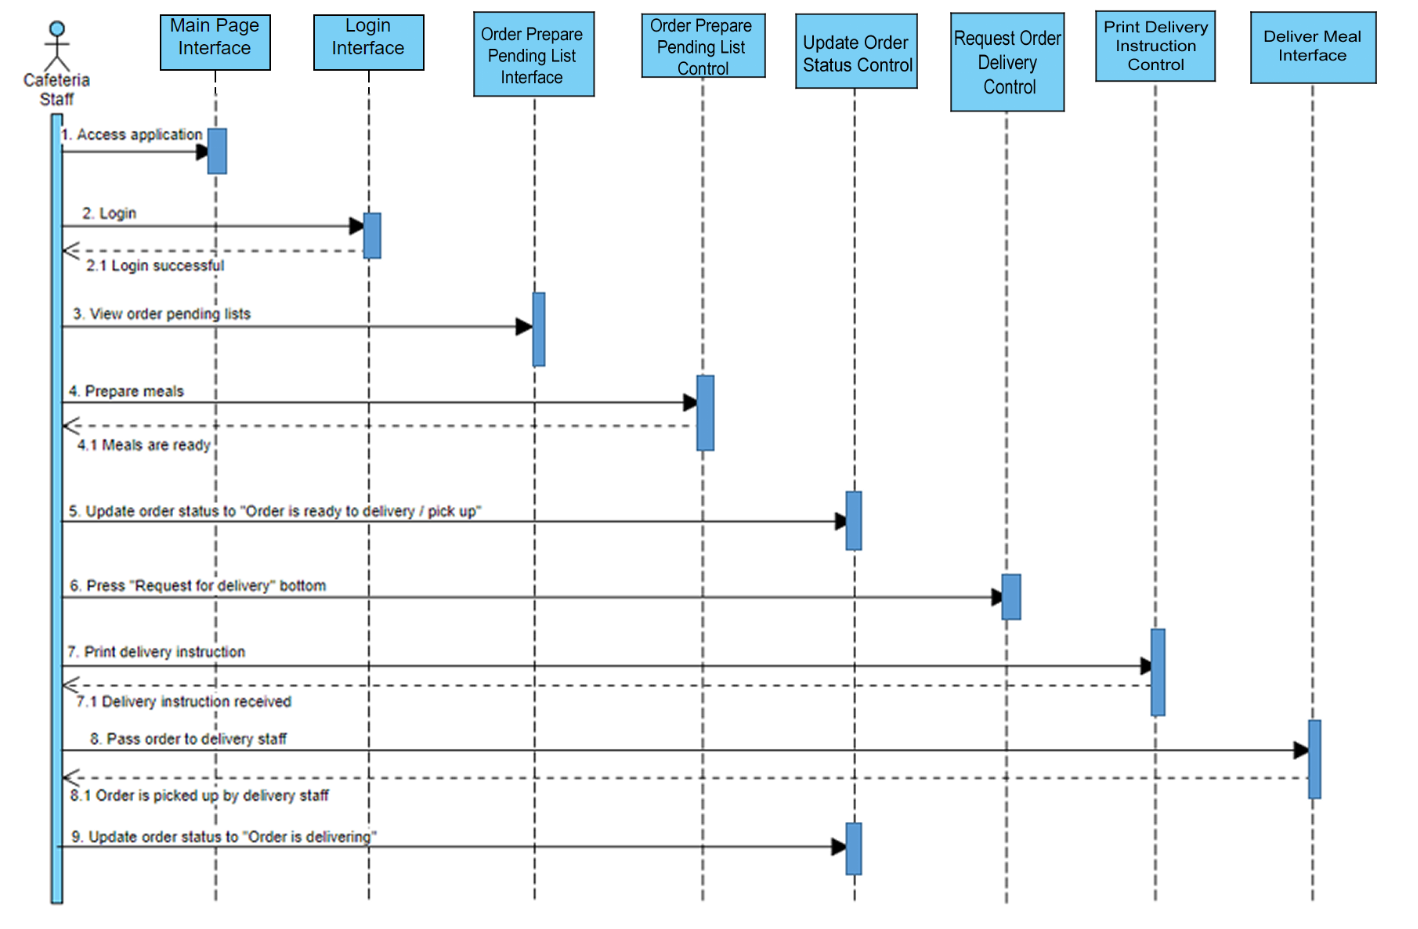 Cafeteria
Staff
Main Page
Interface
Login
Interface
Order Prepare
Pending List
Interface
Order Prepare
Pending List
Control
Update Order
Status Control
Request Order
Delivery
Control
Print Delivery
Instruction
Control
Deliver Meal
Interface
1. Access application
2. Login
2.1 Login successful
3. View order pending lists
4. Prepare meals
4.1 Meals are ready
5. Update order status to "Order is ready to delivery / pick up"
6. Press "Request for delivery" bottom
7. Print delivery instruction
7.1 Delivery instruction received
8. Pass order to delivery staff
8.1 Order is picked up by delivery staff
9. Update order status to "Order is delivering"